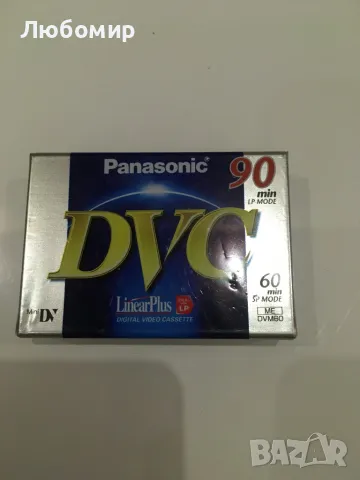 Любомир
Panasonic
90
min
LP MODE
DVC
60
min
SP MODE
Mini DV
LinearPlus
LP
ME
DVM60
DIGITAL VIDEO CASSETTE
BAZAR